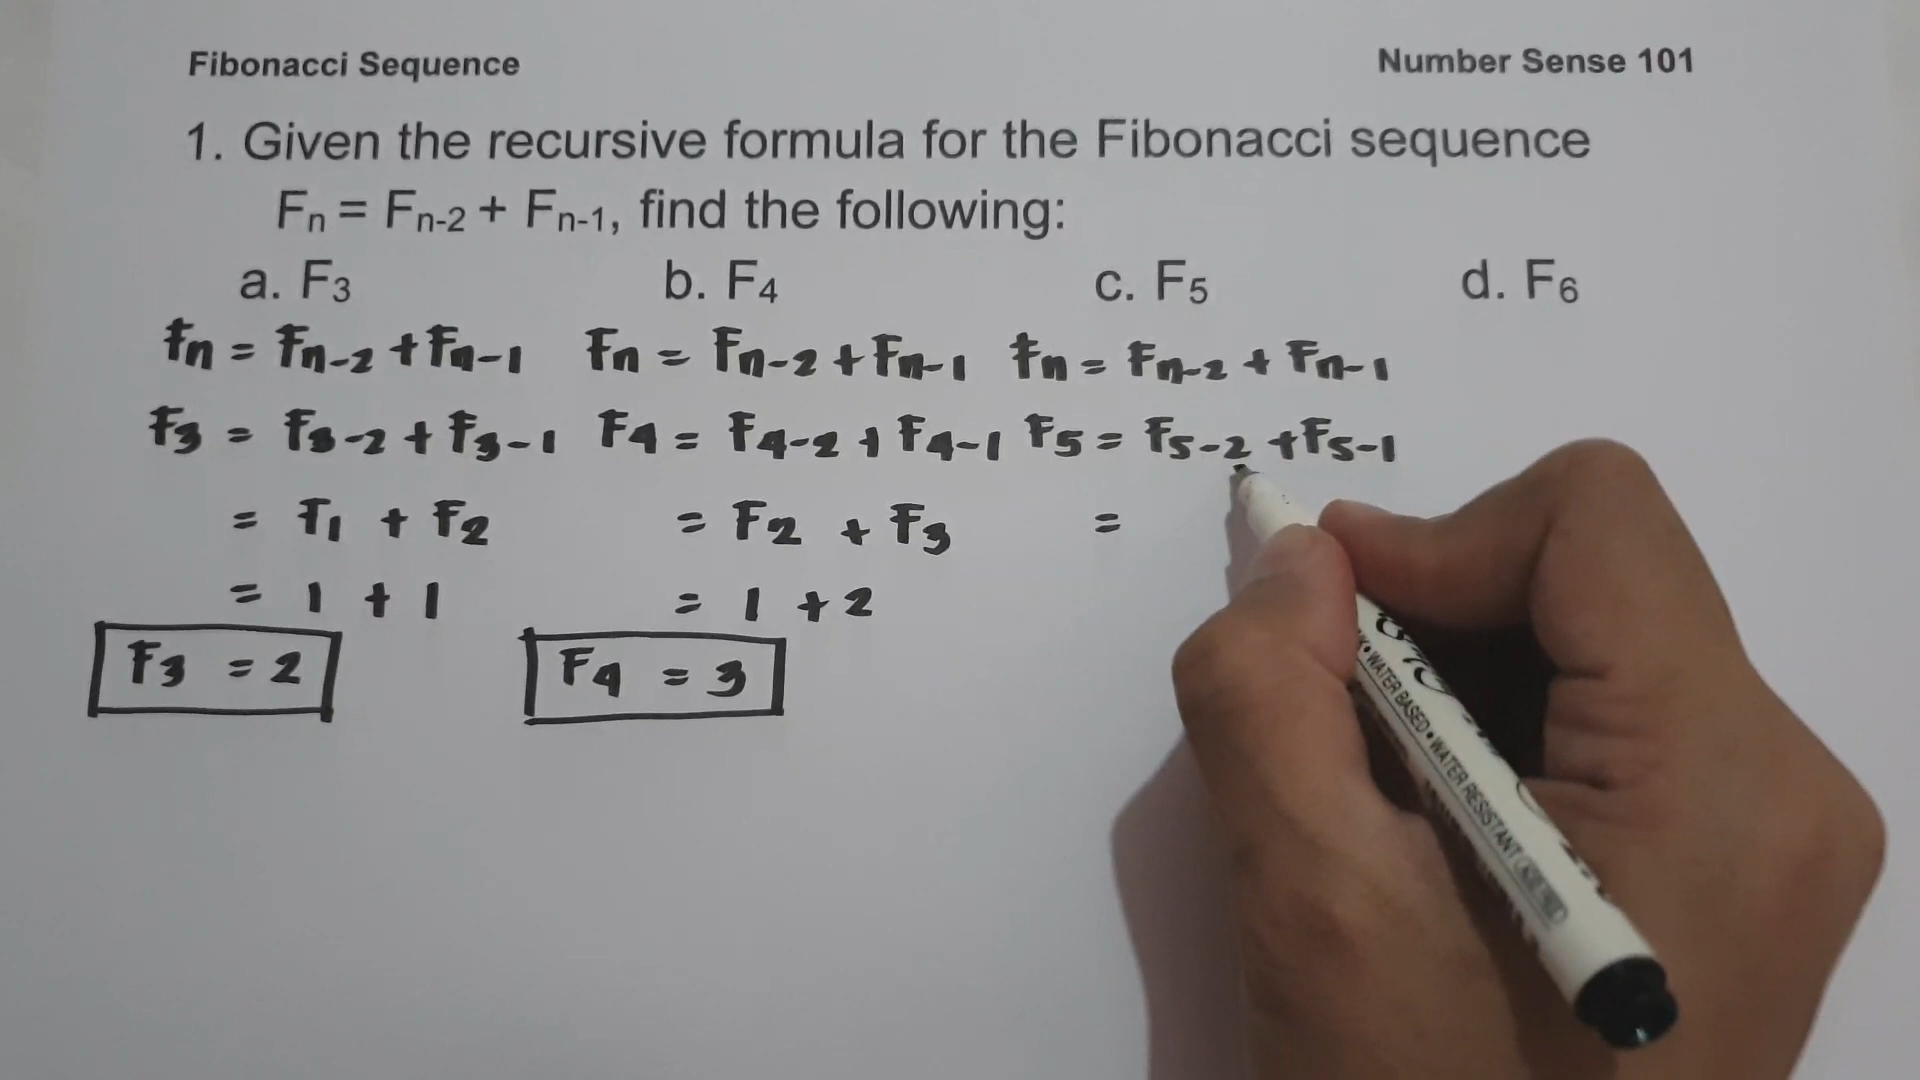 Fibonacci Sequence Number Sense 101
1. Given the recursive formula for the Fibonacci sequence
Fn = Fn-2 + Fn-1, find the following:
a. F3 b. F4 c. F5 d. F6
Fn = Fn-2 + Fn-1 Fn = Fn-2 + Fn-1 Fn = Fn-2 + Fn-1
F3 = F3-2 + F3-1 F4 = F4-2 + F4-1 F5 = F5-2 + F5-1
= F1 + F2 = F2 + F3 =
= 1 + 1 = 1 + 2
F3 = 2 F4 = 3
WATER BASED • WATER RESISTANT